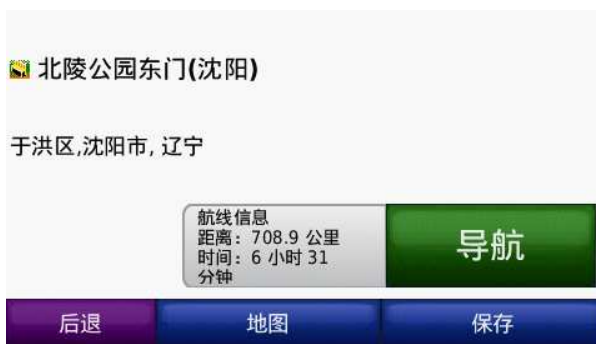 北陵公园东门(沈阳)
于洪区,沈阳市, 辽宁
航线信息
距离: 708.9 公里
时间: 6 小时 31
分钟
导航
后退
地图
保存